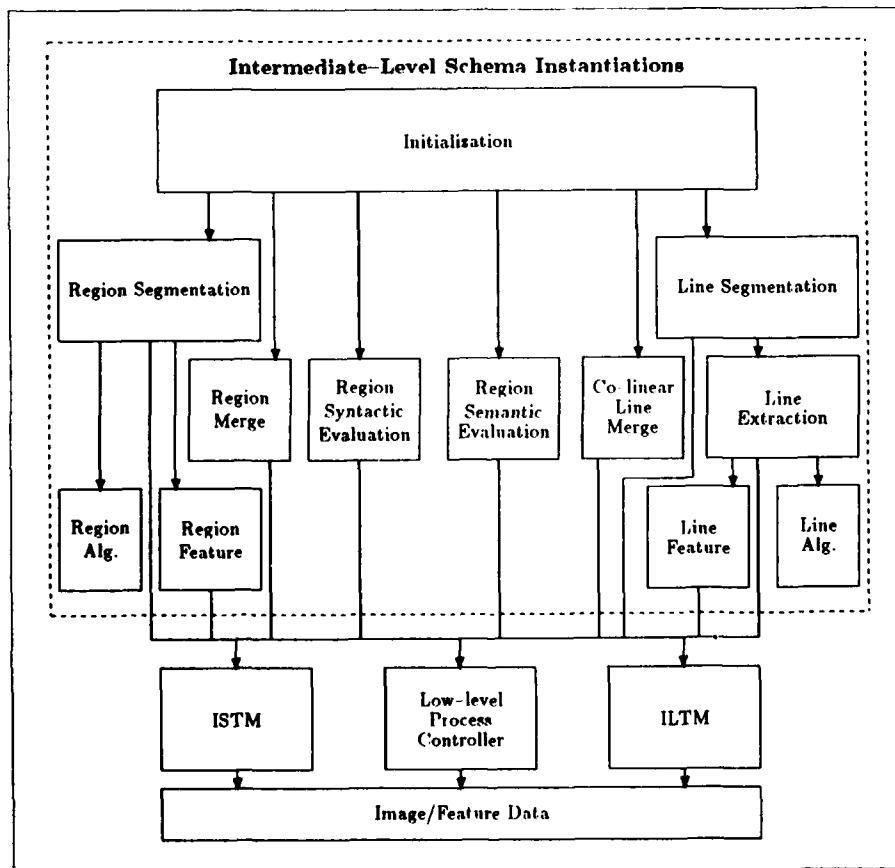 Intermediate-Level Schema Instantiations
Initialization
Region Segmentation
Line Segmentation
Region
Merge
Region
Syntactic
Evaluation
Region
Semantic
Evaluation
Co-linear
Line
Merge
Line
Extraction
Region
Alg.
Region
Feature
Line
Feature
Line
Alg.
ISTM
Low-level
Process
Controller
ILTM
Image/Feature Data